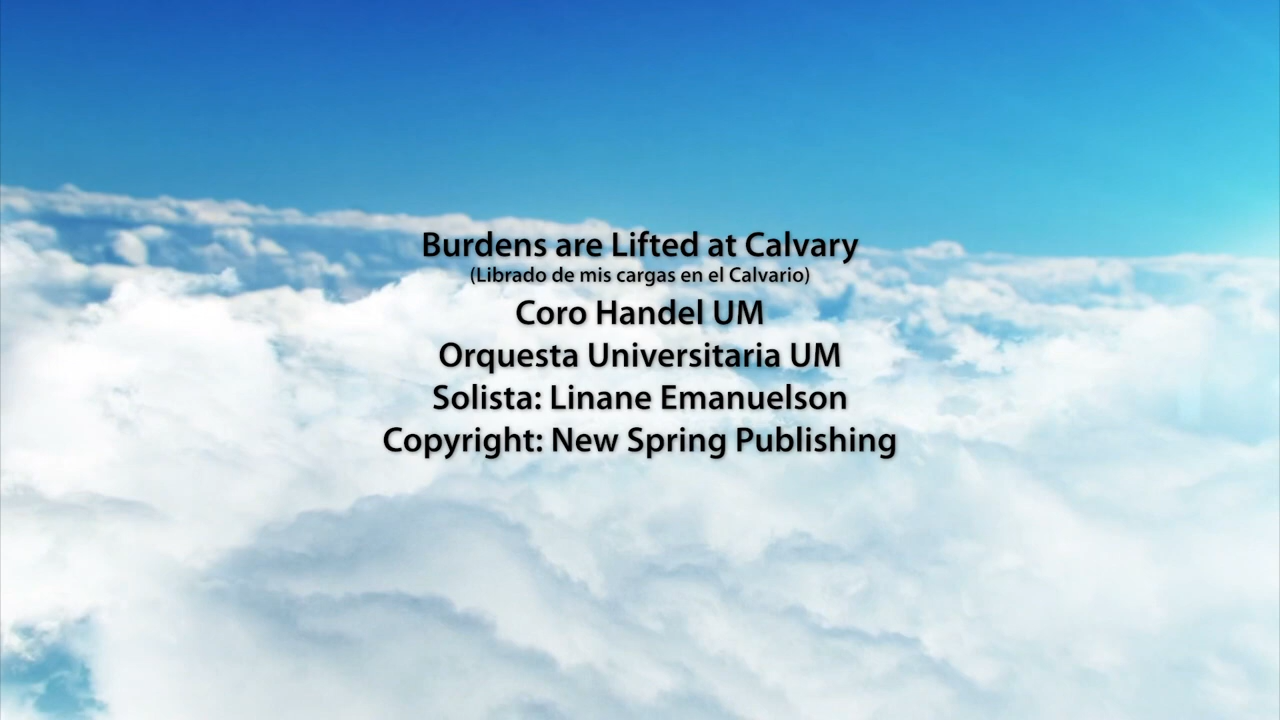 Burdens are Lifted at Calvary
(Librado de mis cargas en el Calvario)
Coro Handel UM
Orquesta Universitaria UM
Solista: Linane Emanuelson
Copyright: New Spring Publishing